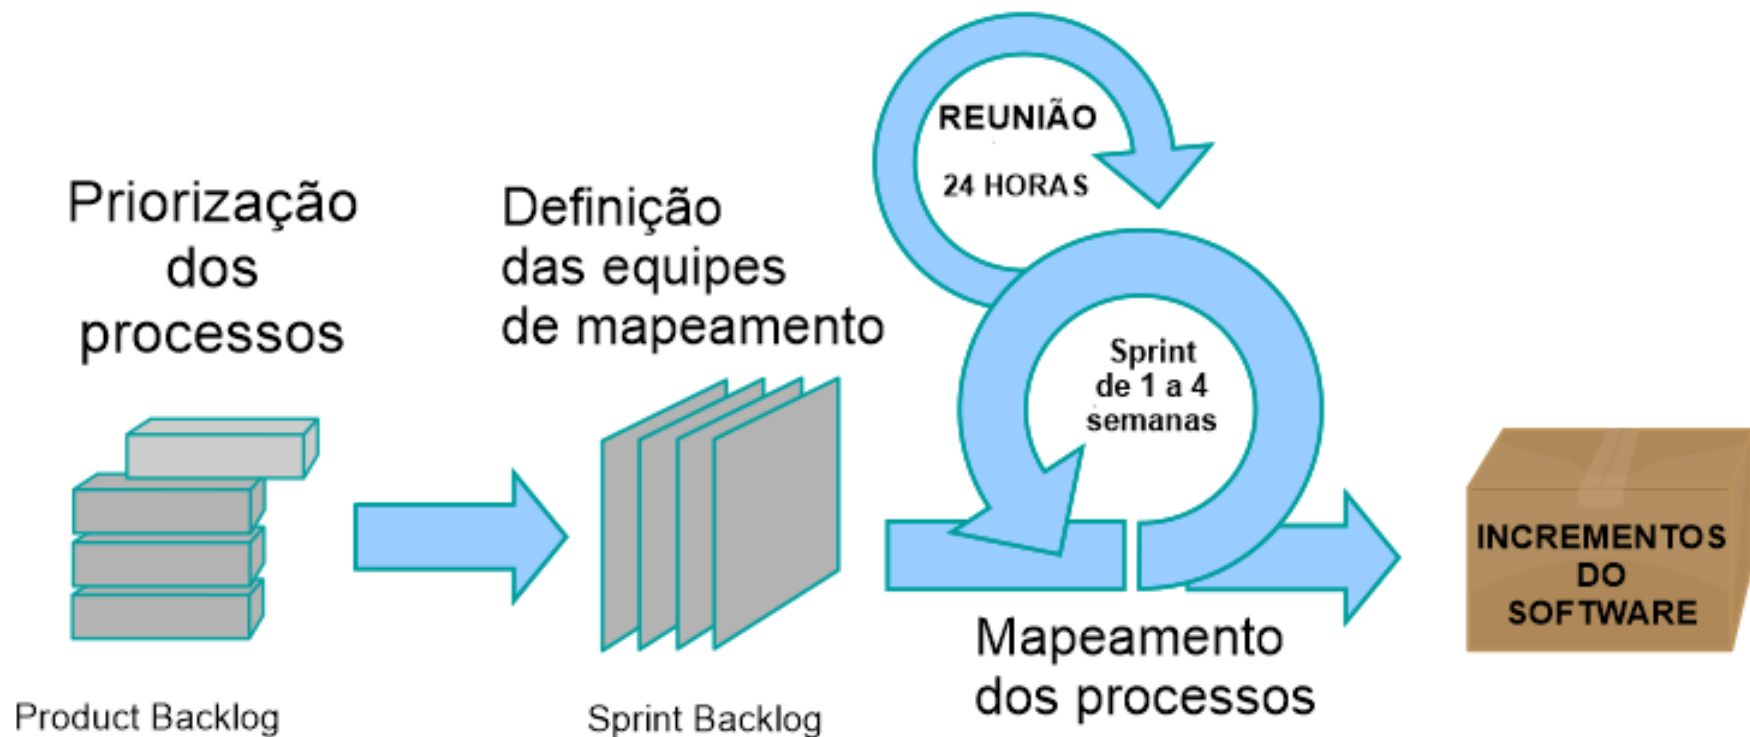 Priorização
dos
processos
Product Backlog
Definição
das equipes
de mapeamento
Sprint Backlog
REUNIÃO
24 HORAS
Sprint
de 1 a 4
semanas
Mapeamento
dos processos
INCREMENTOS
DO
SOFTWARE